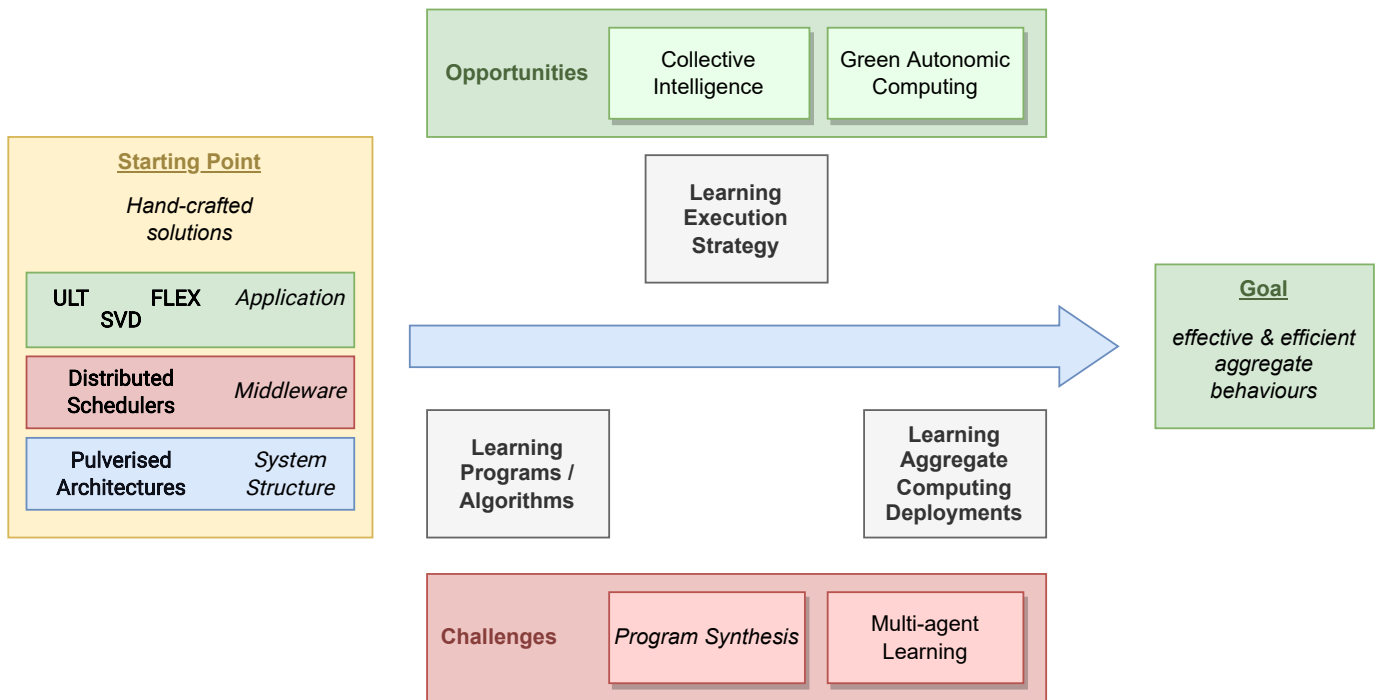 Opportunities
Collective
Intelligence
Green Autonomic
Computing
Starting Point
Hand-crafted
solutions
ULT FLEX Application
SVD
Distributed
Schedulers
Middleware
Pulverised
Architectures
System
Structure
Learning
Execution
Strategy
Learning
Programs /
Algorithms
Learning
Aggregate
Computing
Deployments
Goal
effective & efficient
aggregate
behaviours
Challenges
Program Synthesis
Multi-agent
Learning